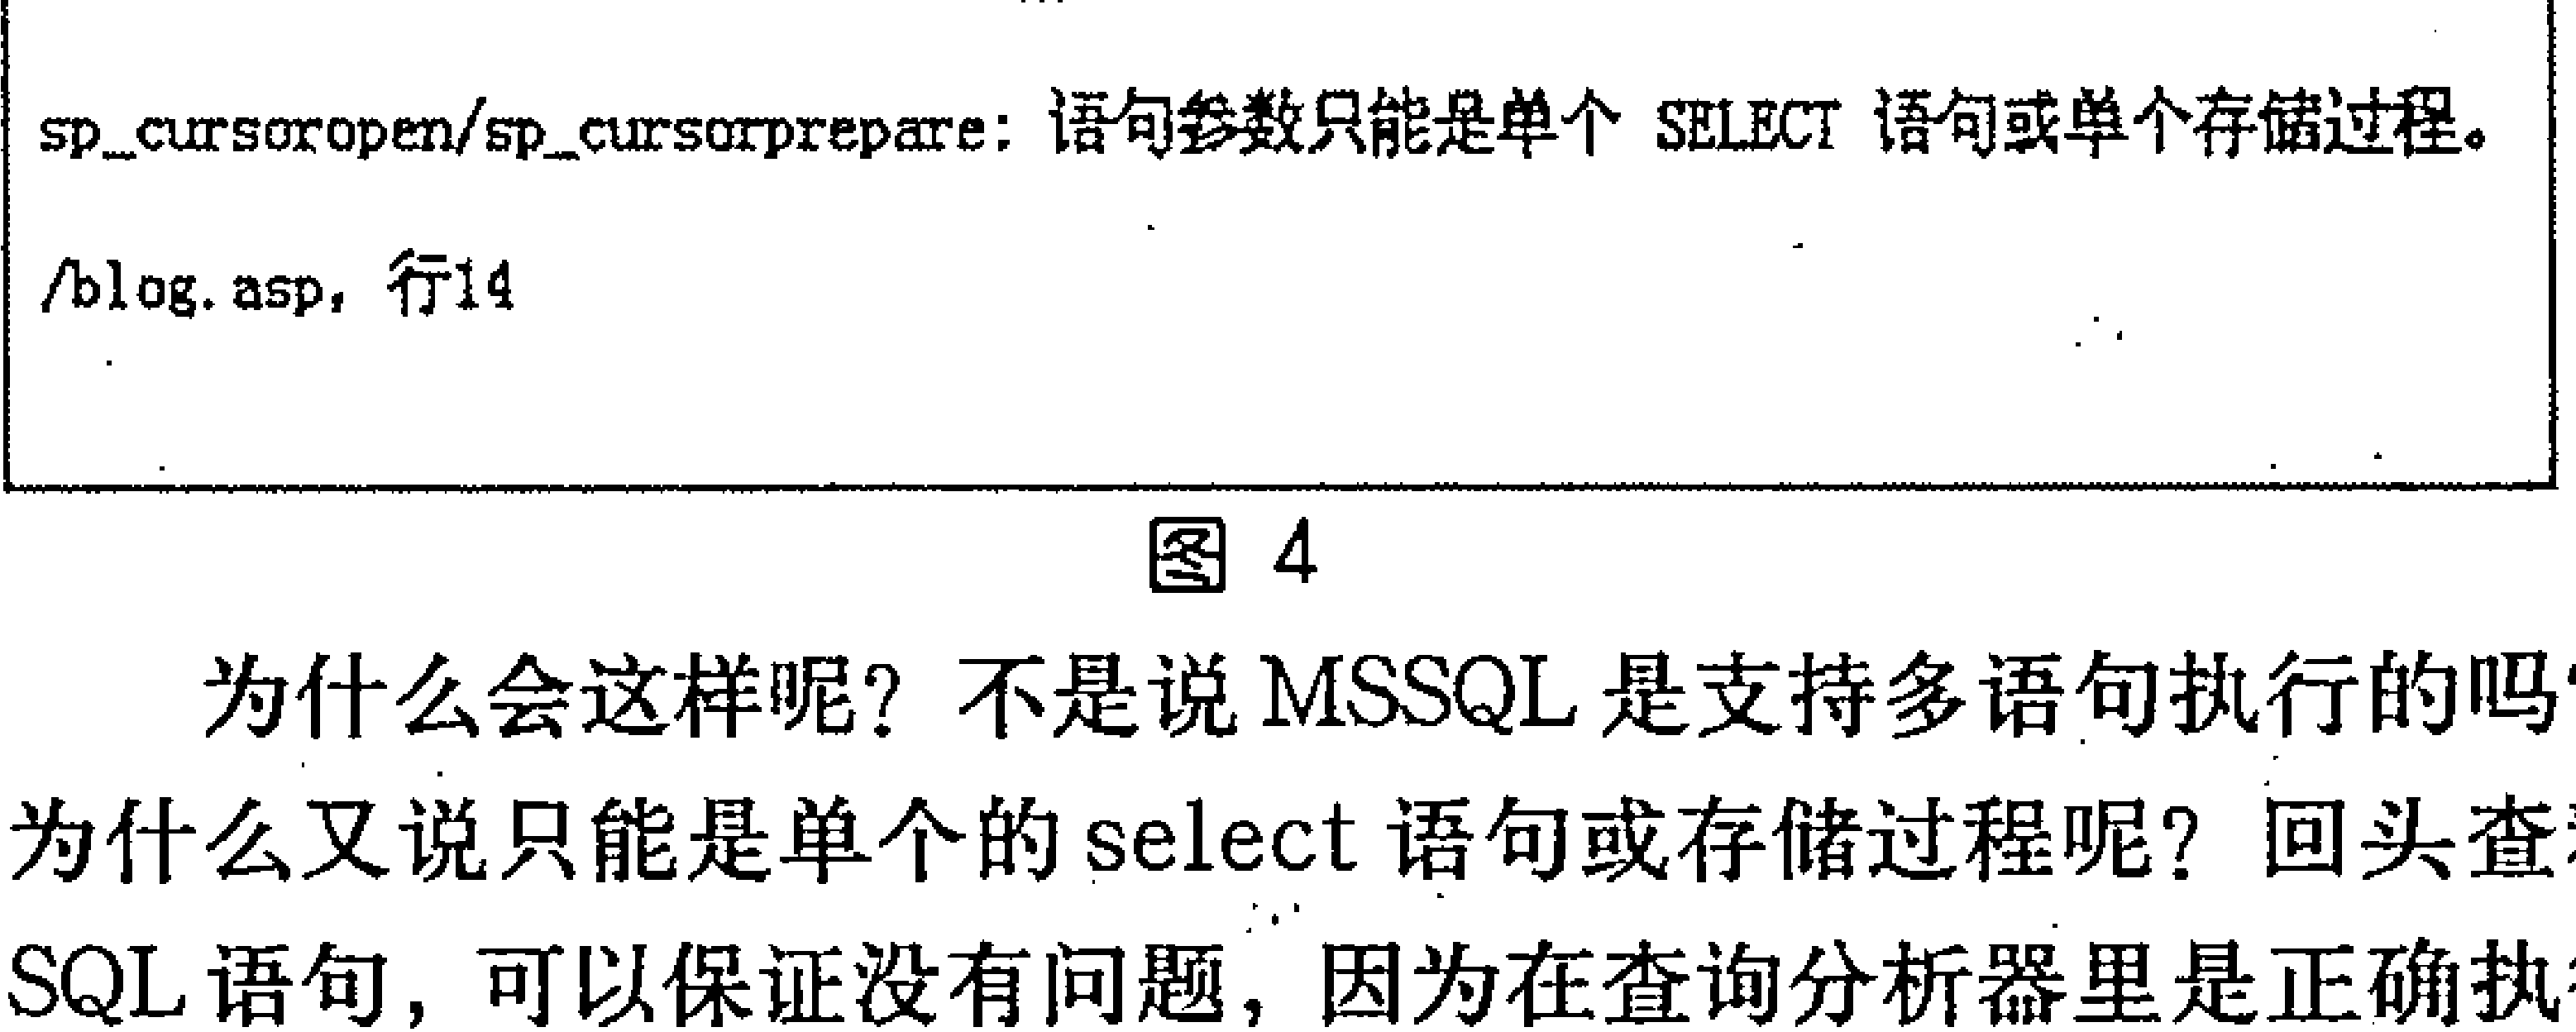 sp_cursoropen/sp_cursorprepare: 语句参数只能是单个 SELECT 语句或单个存储过程。
/blog.asp, 行14
图 4
为什么会这样呢？不是说 MSSQL 是支持多语句执行的吗
为什么又说只能是单个的 select 语句或存储过程呢？回头查
SQL 语句，可以保证没有问题，因为在查询分析器里是正确执